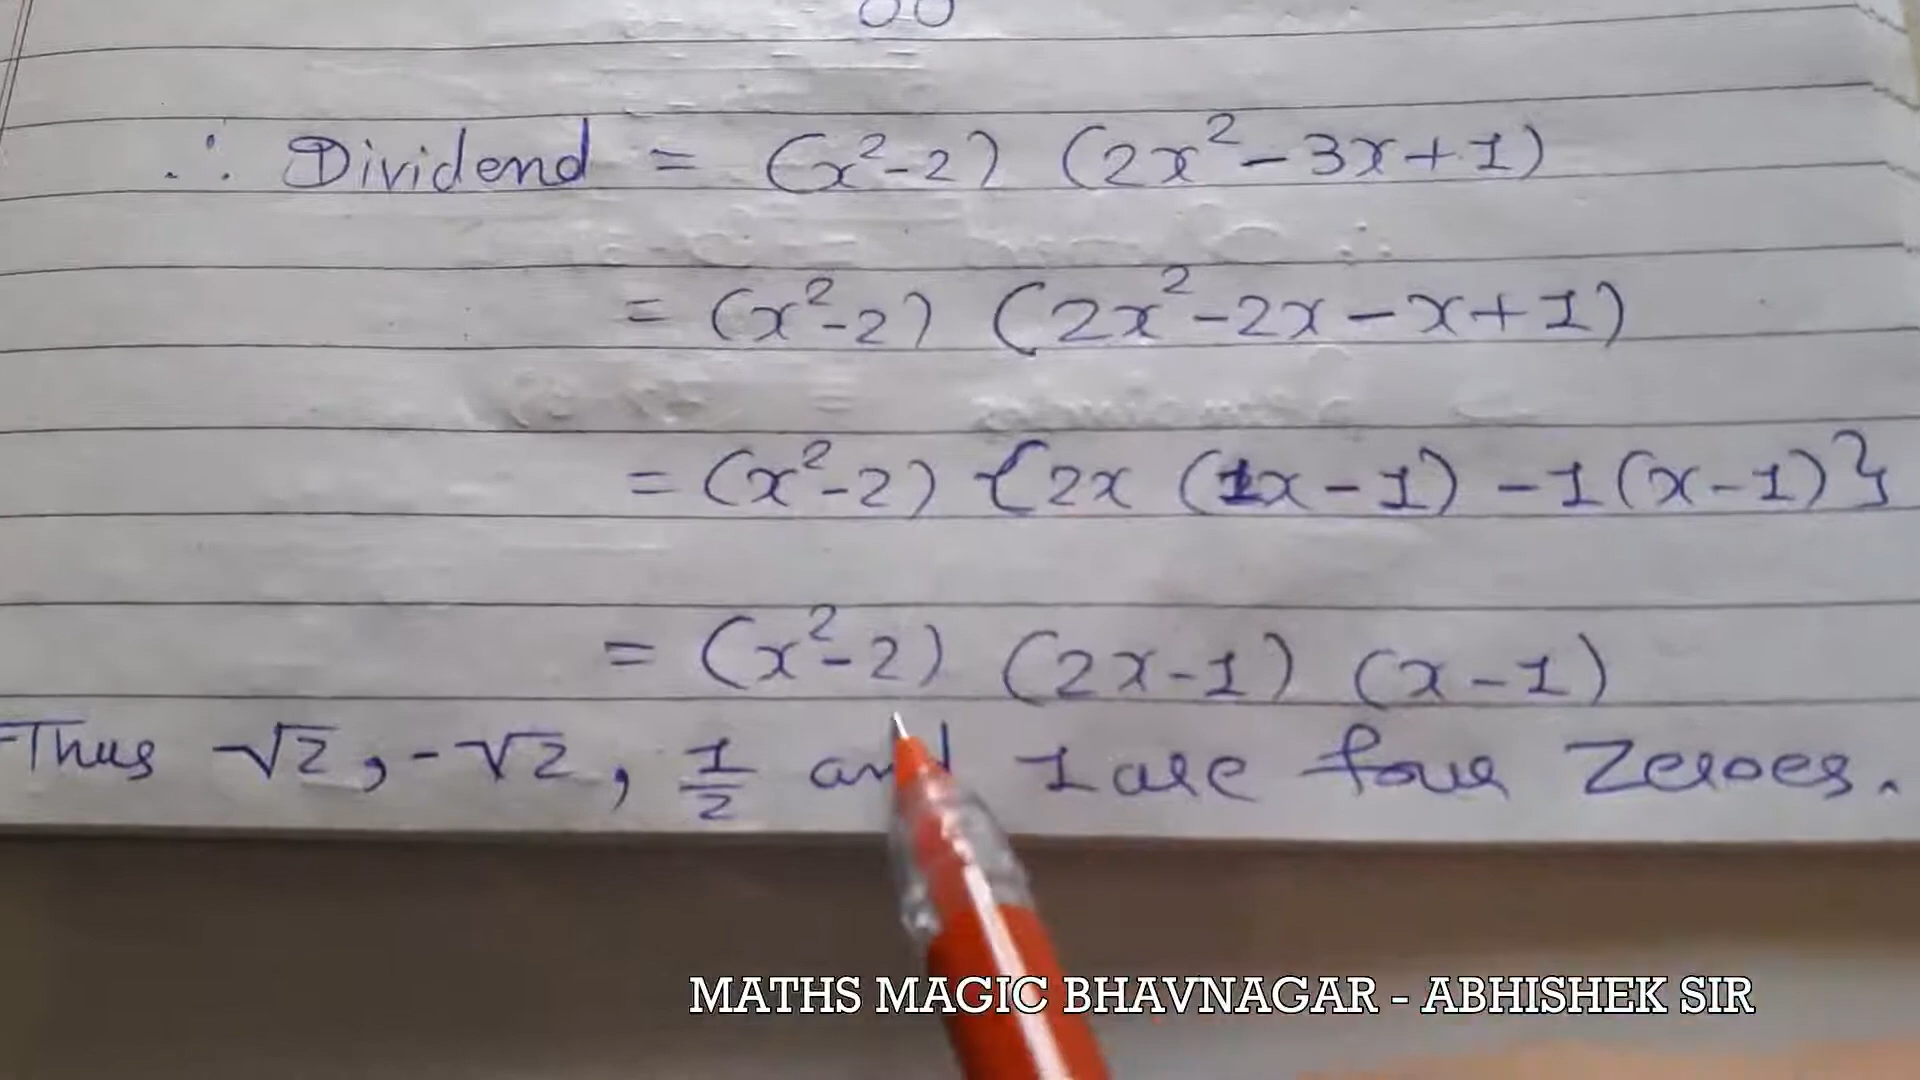 ∴ Dividend = (x²-2) (2x²-3x+1)
= (x²-2) (2x²-2x-x+1)
= (x²-2) {2x (1x-1) -1(x-1)}
= (x²-2) (2x-1) (x-1)
Thus √2, -√2, 1/2 and 1 are four Zeroes.
MATHS MAGIC BHAVNAGAR - ABHISHEK SIR